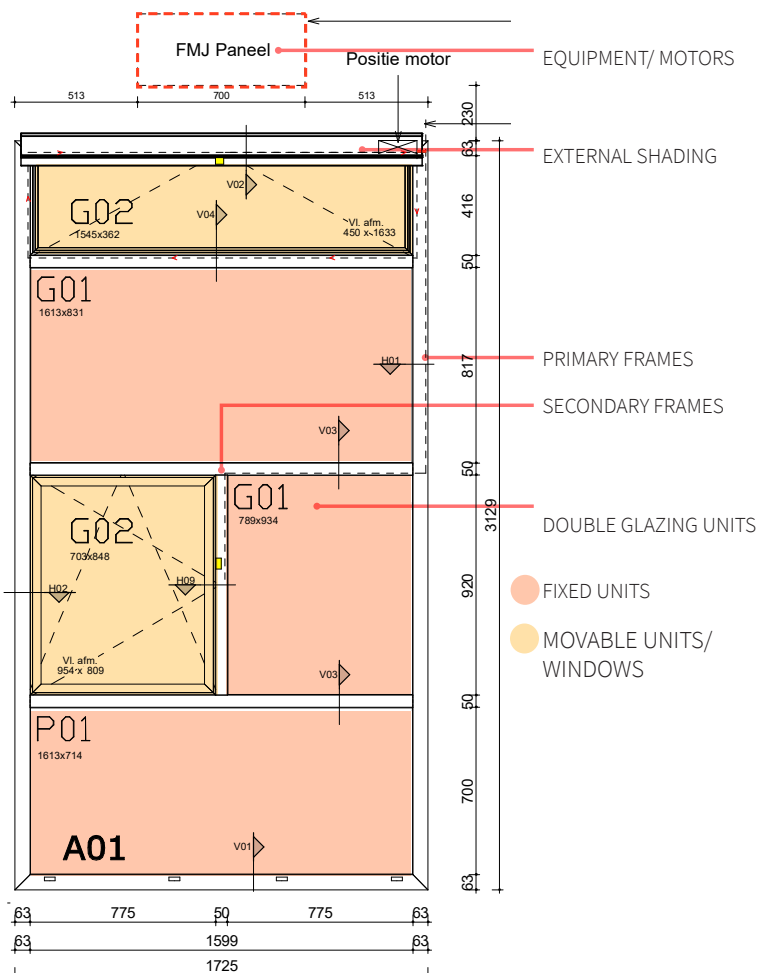 FMJ Paneel
EQUIPMENT/ MOTORS
Positie motor
513
700
513
230
63
EXTERNAL SHADING
V02
G02
1545x362
V04
Vl. afm.
450 x 1633
416
50
G01
1613x831
H01
817
PRIMARY FRAMES
SECONDARY FRAMES
V03
50
G01
789x934
3129
DOUBLE GLAZING UNITS
G02
703x848
H02
H09
920
FIXED UNITS
MOVABLE UNITS/
WINDOWS
Vl. afm.
954 x 809
V03
50
P01
1613x714
700
A01
V01
63
63
775
50
775
63
63
1599
63
1725